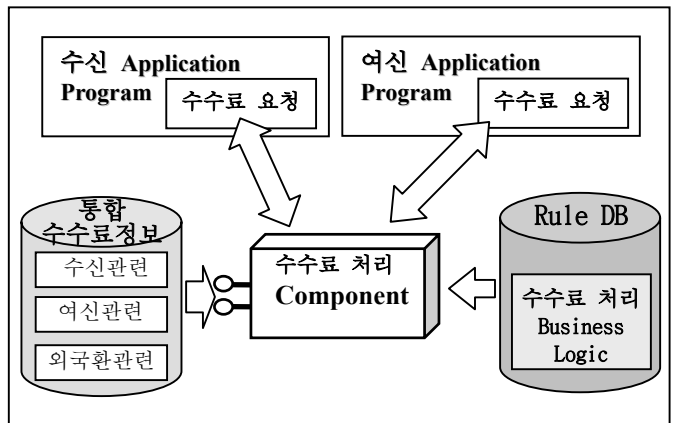 수신 Application
Program
수수료 요청
여신 Application
Program
수수료 요청
통합
수수료정보
수신관련
여신관련
외국환관련
수수료 처리
Component
Rule DB
수수료 처리
Business
Logic